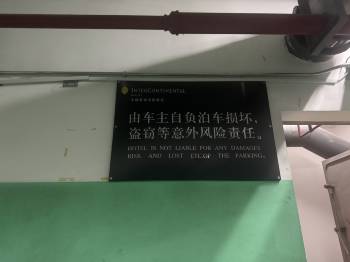 INTERCONTINENTAL
由车主自负泊车损坏，
盗窃等意外风险责任。
HOTEL IS NOT LIABLE FOR ANY DAMAGES
RISK AND LOST ETC.OF THE PARKING.